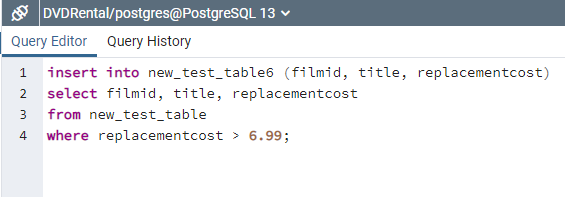 DVDRental/postgres@PostgreSQL 13
Query Editor Query History
1 insert into new_test_table6 (filmid, title, replacementcost)
2 select filmid, title, replacementcost
3 from new_test_table
4 where replacementcost > 6.99;